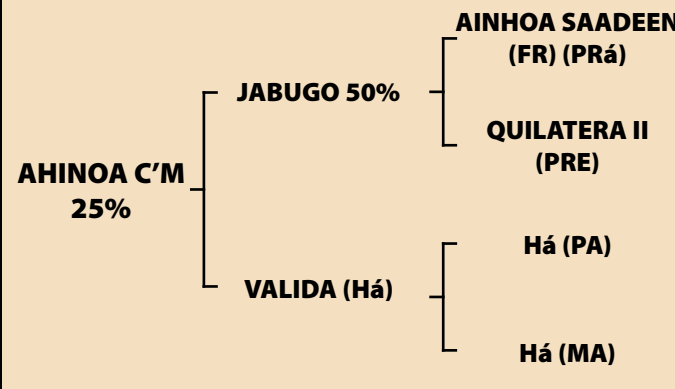 AINHOA SAADEEN
(FR) (PRá)
JABUGO 50%
QUILATERA II
(PRE)
AHINOA C’M
25%
Há (PA)
VALIDA (Há)
Há (MA)